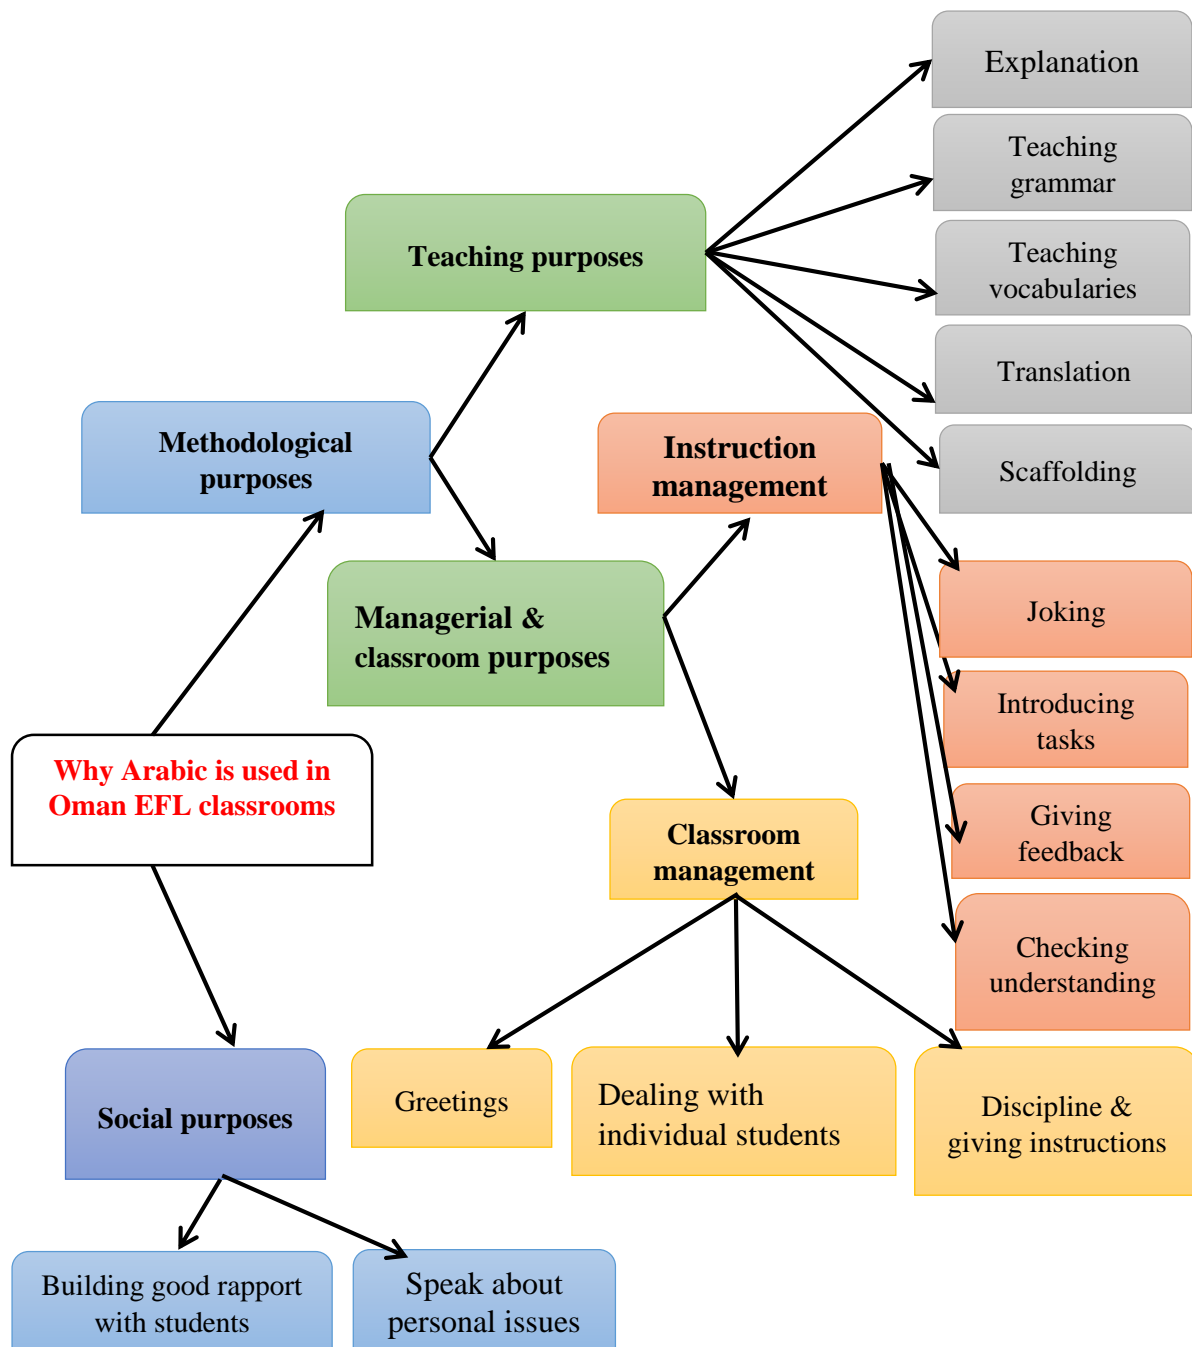 Explanation
Teaching
grammar
Teaching purposes
Teaching
vocabularies
Translation
Methodological
purposes
Instruction
management
Scaffolding
Managerial &
classroom purposes
Joking
Introducing
tasks
Why Arabic is used in
Oman EFL classrooms
Giving
feedback
Classroom
management
Checking
understanding
Social purposes
Greetings
Dealing with
individual students
Discipline &
giving instructions
Building good rapport
with students
Speak about
personal issues